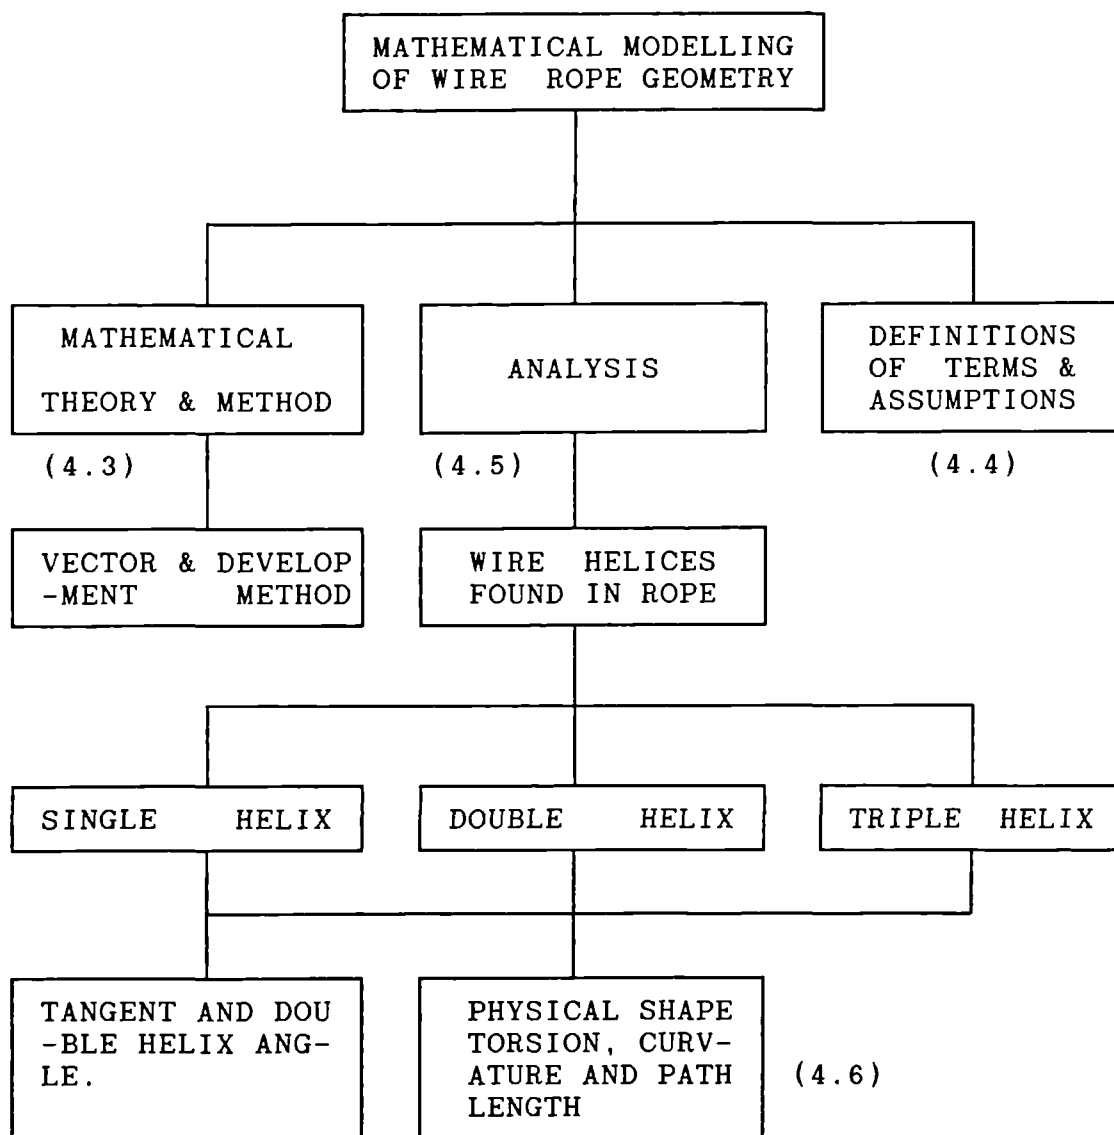 MATHEMATICAL MODELLING
OF WIRE ROPE GEOMETRY
MATHEMATICAL
THEORY & METHOD
ANALYSIS
DEFINITIONS
OF TERMS &
ASSUMPTIONS
(4.3)
(4.5)
(4.4)
VECTOR & DEVELOP
-MENT METHOD
WIRE HELICES
FOUND IN ROPE
SINGLE HELIX
DOUBLE HELIX
TRIPLE HELIX
TANGENT AND DOU
-BLE HELIX ANG-
LE.
PHYSICAL SHAPE
TORSION, CURV-
ATURE AND PATH
LENGTH
(4.6)